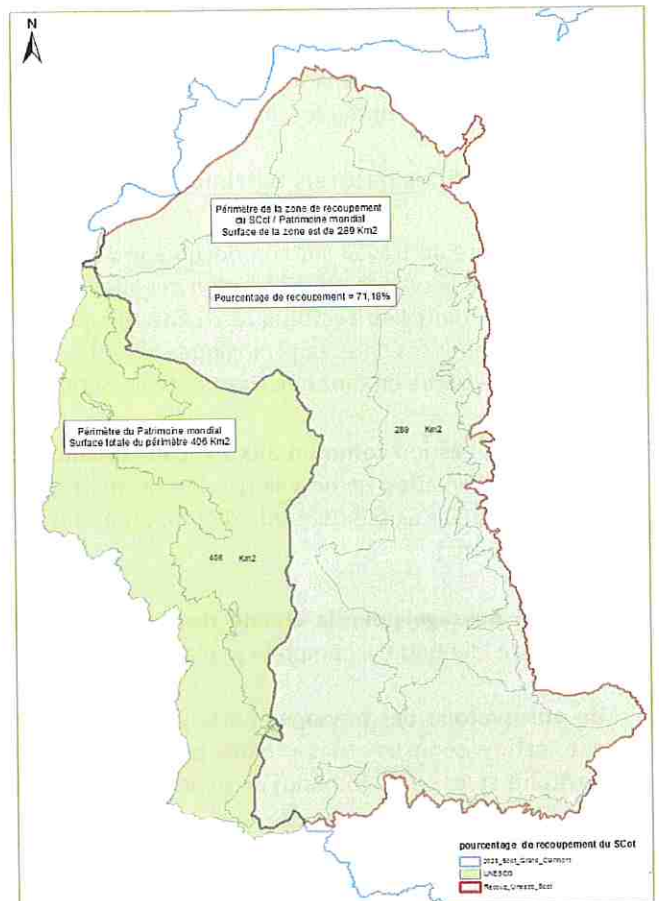 N
Périmètre de la zone de recoupement
du SCot / Patrimoine mondial
Surface de la zone est de 289 Km2
Pourcentage de recoupement = 71,18%
Périmètre du Patrimoine mondial
Surface totale du périmètre 406 Km2
289 Km2
406 Km2
pourcentage de recoupement du SCot
UNESCO